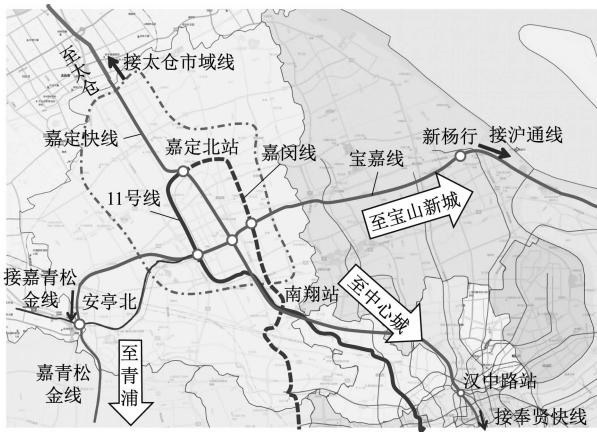 至太仓
接太仓市域线
嘉定快线
嘉定北站
嘉闵线
新杨行
接沪通线
宝嘉线
11号线
至宝山新城
接嘉青松
金线
安亭北
南翔站
至中心城
嘉青松
金线
至青浦
汉中路站
接奉贤快线